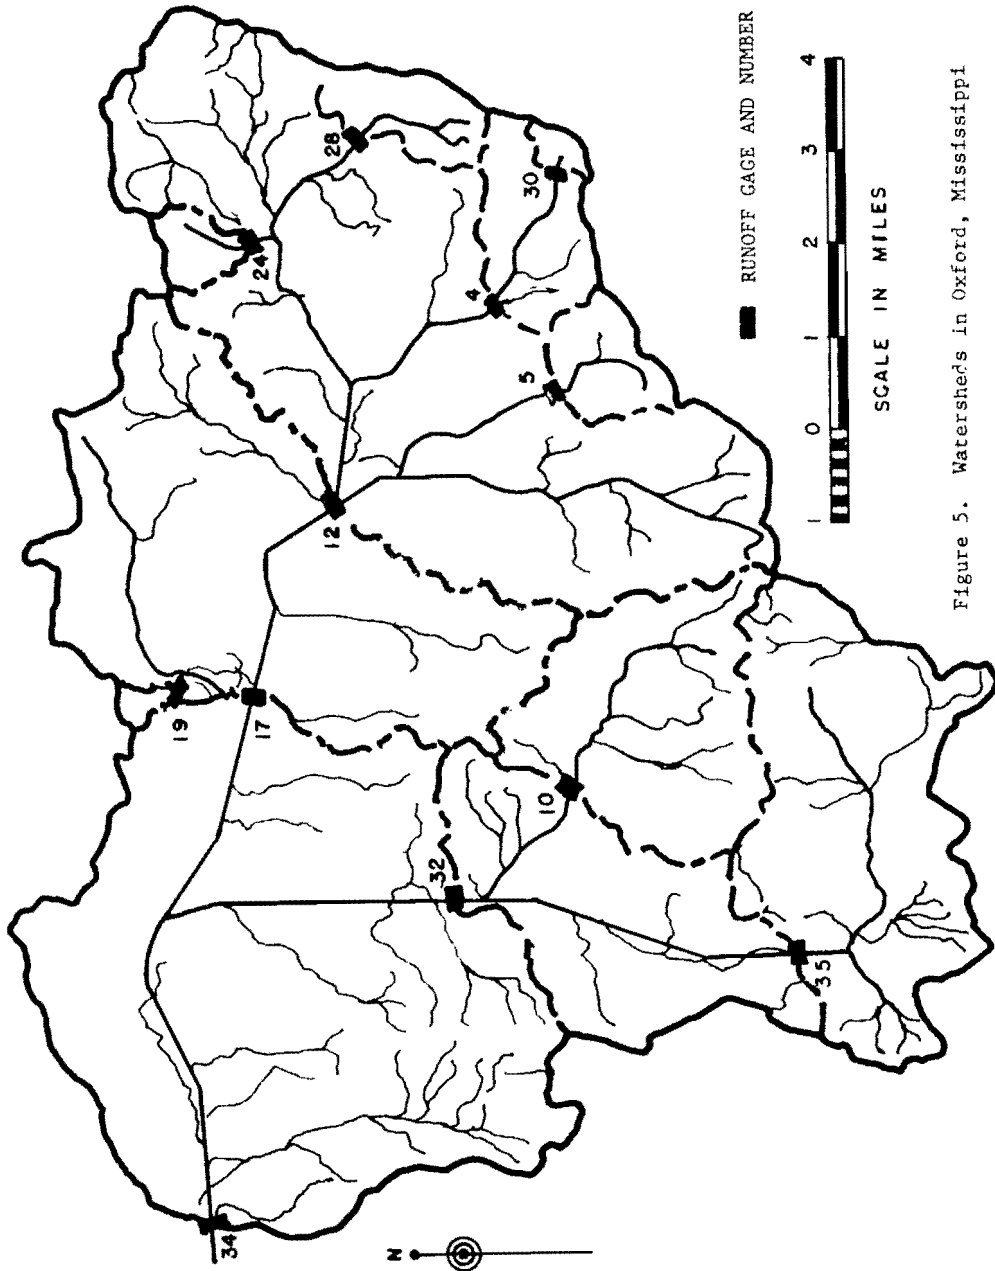 28
24
30
4
5
12
19
17
10
32
35
34
N
RUNOFF GAGE AND NUMBER
1 0 1 2 3 4
SCALE IN MILES
Figure 5. Watersheds in Oxford, Mississippi